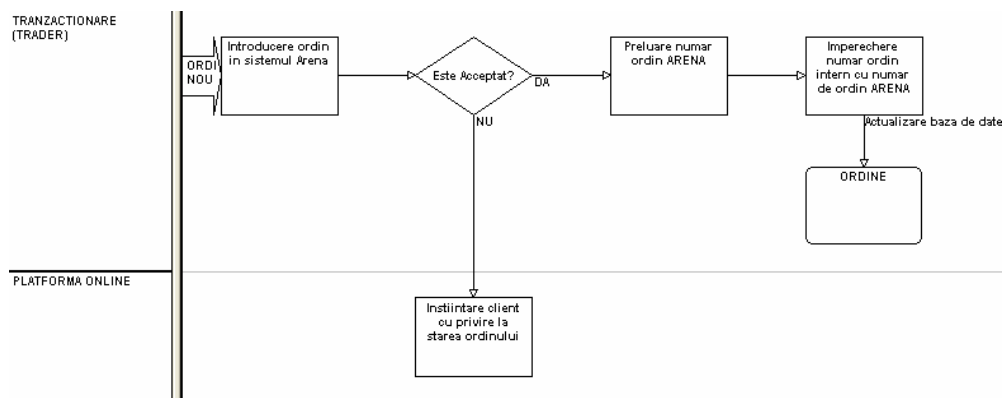 TRANZACTIONARE
(TRADER)
ORDI
NOU
Introducere ordin
in sistemul Arena
Este Acceptat?
DA
NU
Preluare numar
ordin ARENA
Imperechere
numar ordin
intern cu numar
de ordin ARENA
Actualizare baza de date
ORDINE
PLATFORMA ONLINE
Instiintare client
cu privire la
starea ordinului